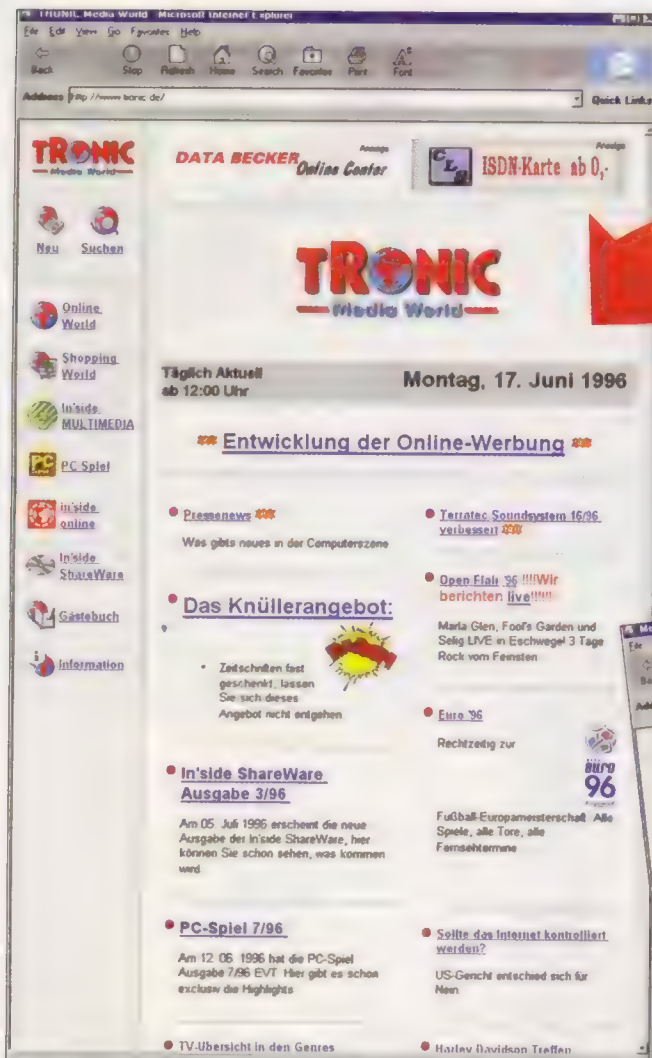 TRONIC Media World - Microsoft Internet Explorer
File Edit View Go Favorites Help
Back Stop Refresh Home Search Favorites Print Font
Address http://www.tronic.de/ Quick Links
TRONIC
Media World
Neu Suchen
Online
World
Shopping
World
In'side
MULTIMEDIA
PC Spiel
in'side
online
In'side
ShareWare
Gästebuch
Information
Anzeige
DATA BECKER
Online Center
Anzeige
CLS ISDN-Karte ab 0,-
TRONIC
Media World
Täglich Aktuell
ab 12:00 Uhr
Montag, 17. Juni 1996
Entwicklung der Online-Werbung
Pressenews
Was gibts neues in der Computerszene
Das Knüllerangebot:
Zeitschriften fast
geschenkt, lassen
Sie sich dieses
Angebot nicht entgehen
In'side ShareWare
Ausgabe 3/96
Am 05. Juli 1996 erscheint die neue
Ausgabe der In'side ShareWare, hier
können Sie schon sehen, was kommen
wird
PC-Spiel 7/96
Am 12. 06. 1996 hat die PC-Spiel
Ausgabe 7/96 EVT. Hier gibt es schon
exclusiv die Highlights
TV-Übersicht in den Genres
Terratec Soundsystem 16/96
verbessert
Open Flair '96 !!!!Wir
berichten live!!!!!
Maria Glen, Fool's Garden und
Selig LIVE in Eschwege! 3 Tage
Rock vom Feinsten
Euro '96
Rechtzeitig zur
euro
96
Fußball-Europameisterschaft. Alle
Spiele, alle Tore, alle
Fernsehtermine
Sollte das Internet kontrolliert
werden?
US-Gericht entschied sich für
Nein
Harley Davidson Treffen